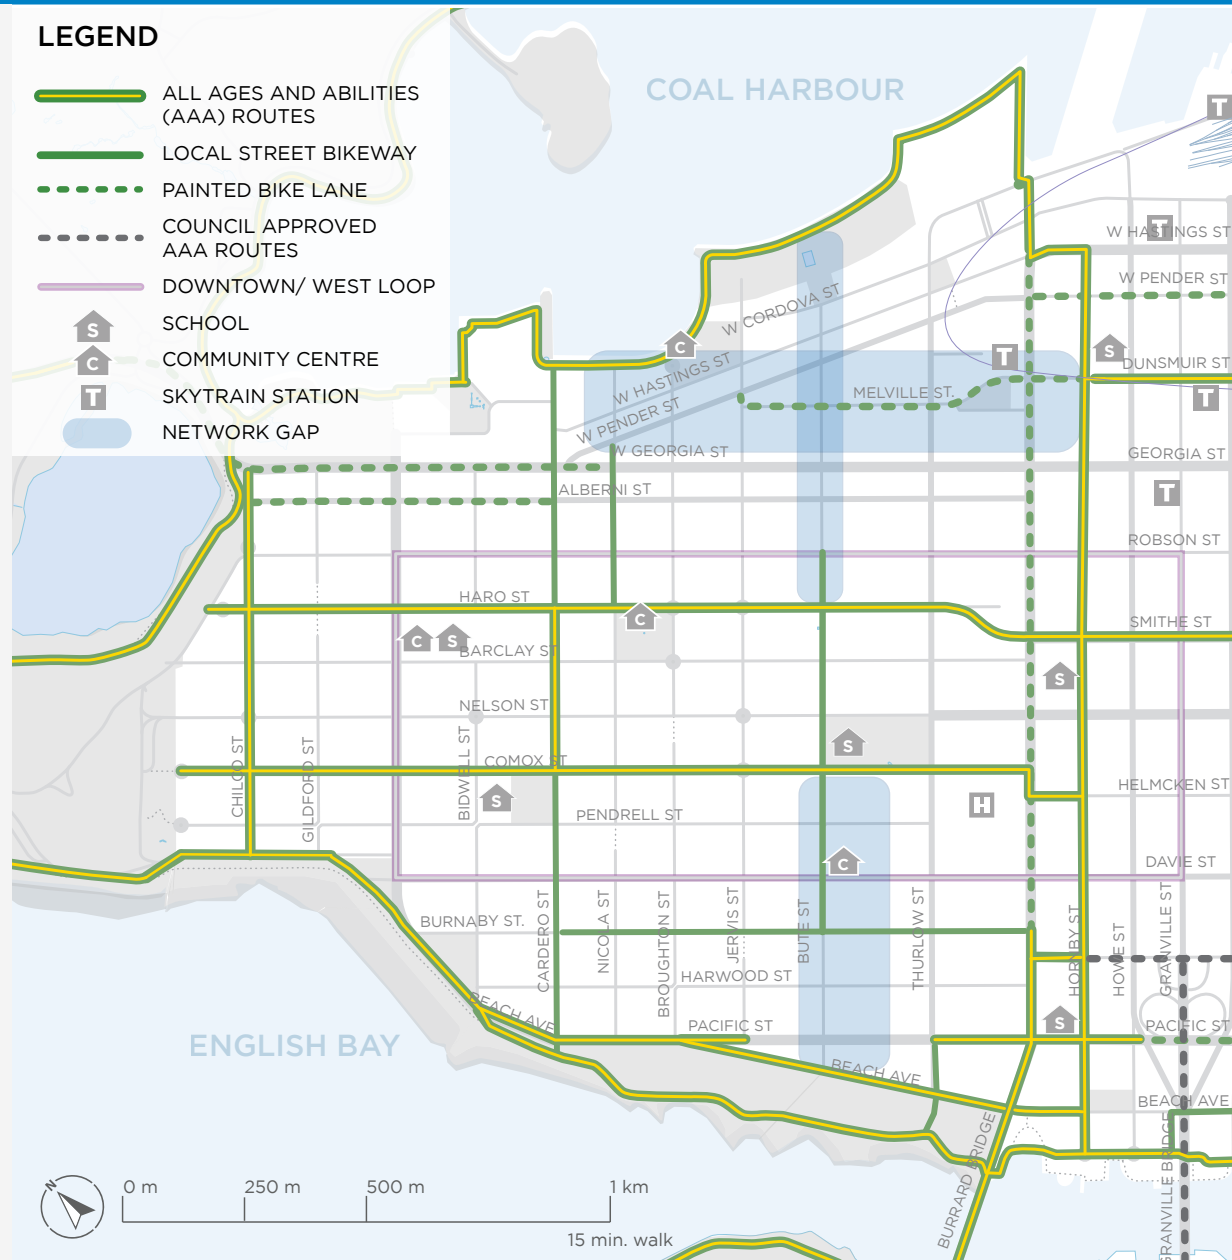 LEGEND
ALL AGES AND ABILITIES
(AAA) ROUTES
LOCAL STREET BIKEWAY
PAINTED BIKE LANE
COUNCIL APPROVED
AAA ROUTES
DOWNTOWN/ WEST LOOP
S
SCHOOL
C
COMMUNITY CENTRE
T
SKYTRAIN STATION
NETWORK GAP
COAL HARBOUR
T
T
W HASTINGS ST
W PENDER ST
W CORDOVA ST
C
T
S
DUNSMUIR ST
W HASTINGS ST
MELVILLE ST.
T
W PENDER ST
W GEORGIA ST
GEORGIA ST
ALBERNI ST
T
ROBSON ST
HARO ST
C
SMITHE ST
C
S
BARCLAY ST
S
NELSON ST
S
CHILCO ST
GILDFORD ST
BIDWELL ST
COMOX ST
HELMCKEN ST
S
H
PENDRELL ST
C
DAVIE ST
BURNABY ST.
CARDERO ST
NICOLA ST
BROUGHTON ST
JERVIS ST
BUTE ST
THURLOW ST
HORNBY ST
HOWE ST
GRANVILLE ST
HARWOOD ST
BEACH AVE
PACIFIC ST
S
PACIFIC ST
ENGLISH BAY
BEACH AVE
BEACH AVE
BURRARD BRIDGE
GRANVILLE BRIDGE
N
0 m
250 m
500 m
1 km
15 min. walk